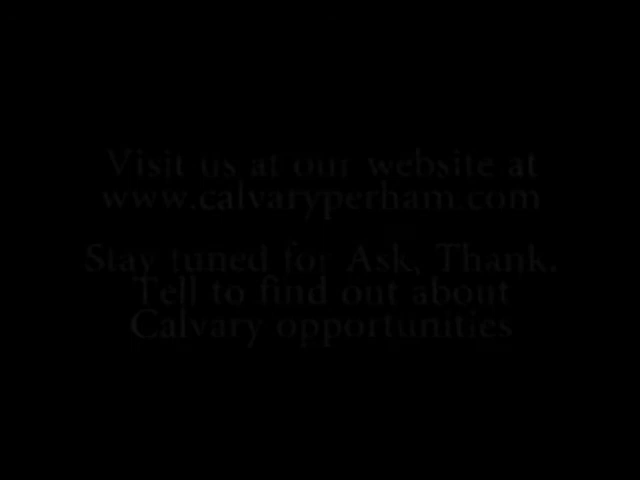 Visit us at our website at
www.calvaryperham.com
Stay tuned for Ask, Thank,
Tell to find out about
Calvary opportunities